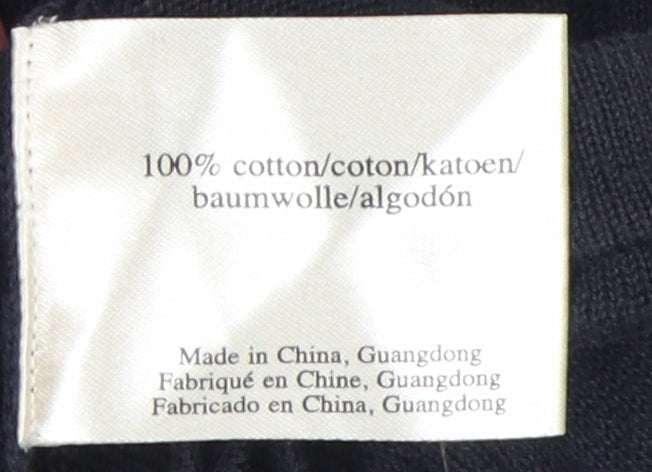 100% cotton/coton/katoen/
baumwolle/algodón
Made in China, Guangdong
Fabriqué en Chine, Guangdong
Fabricado en China, Guangdong